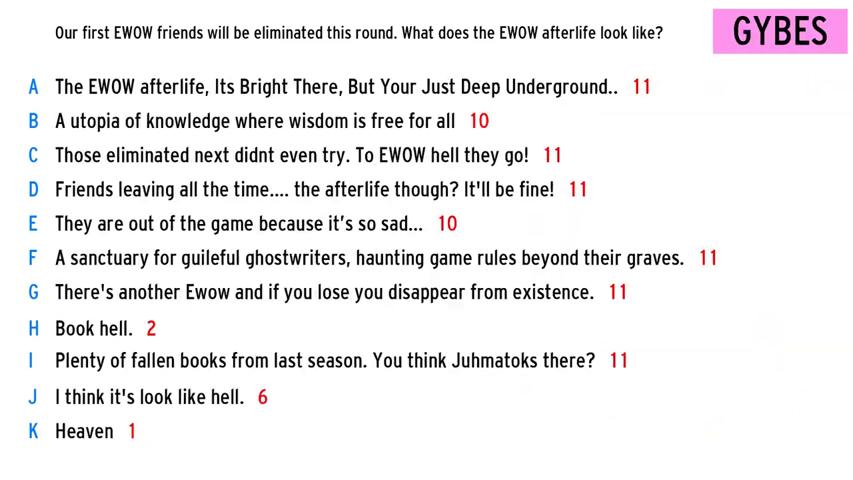 Our first EWOW friends will be eliminated this round. What does the EWOW afterlife look like?
GYBES
A The EWOW afterlife, Its Bright There, But Your Just Deep Underground.. 11
B A utopia of knowledge where wisdom is free for all 10
C Those eliminated next didnt even try. To EWOW hell they go! 11
D Friends leaving all the time.... the afterlife though? It'll be fine! 11
E They are out of the game because it’s so sad... 10
F A sanctuary for guileful ghostwriters, haunting game rules beyond their graves. 11
G There's another Ewow and if you lose you disappear from existence. 11
H Book hell. 2
I Plenty of fallen books from last season. You think Juhmatoks there? 11
J I think it's look like hell. 6
K Heaven 1